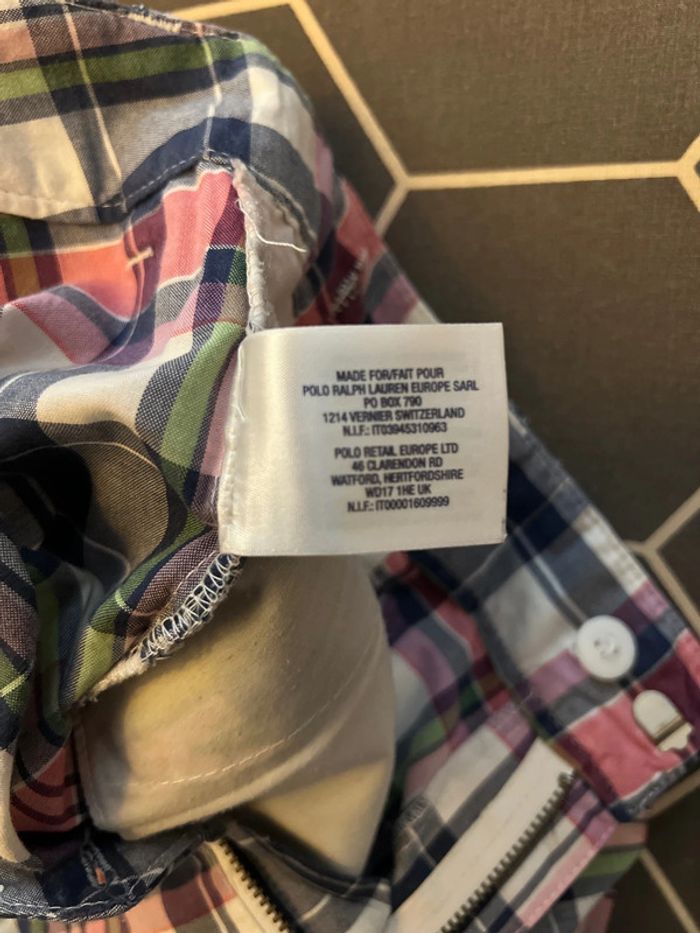 MADE FOR/FAIT POUR
POLO RALPH LAUREN EUROPE SARL
PO BOX 790
1214 VERNIER SWITZERLAND
N.I.F.: IT03945310963
POLO RETAIL EUROPE LTD
46 CLARENDON RD
WATFORD, HERTFORDSHIRE
WD17 1HE UK
N.I.F.: IT00001609999